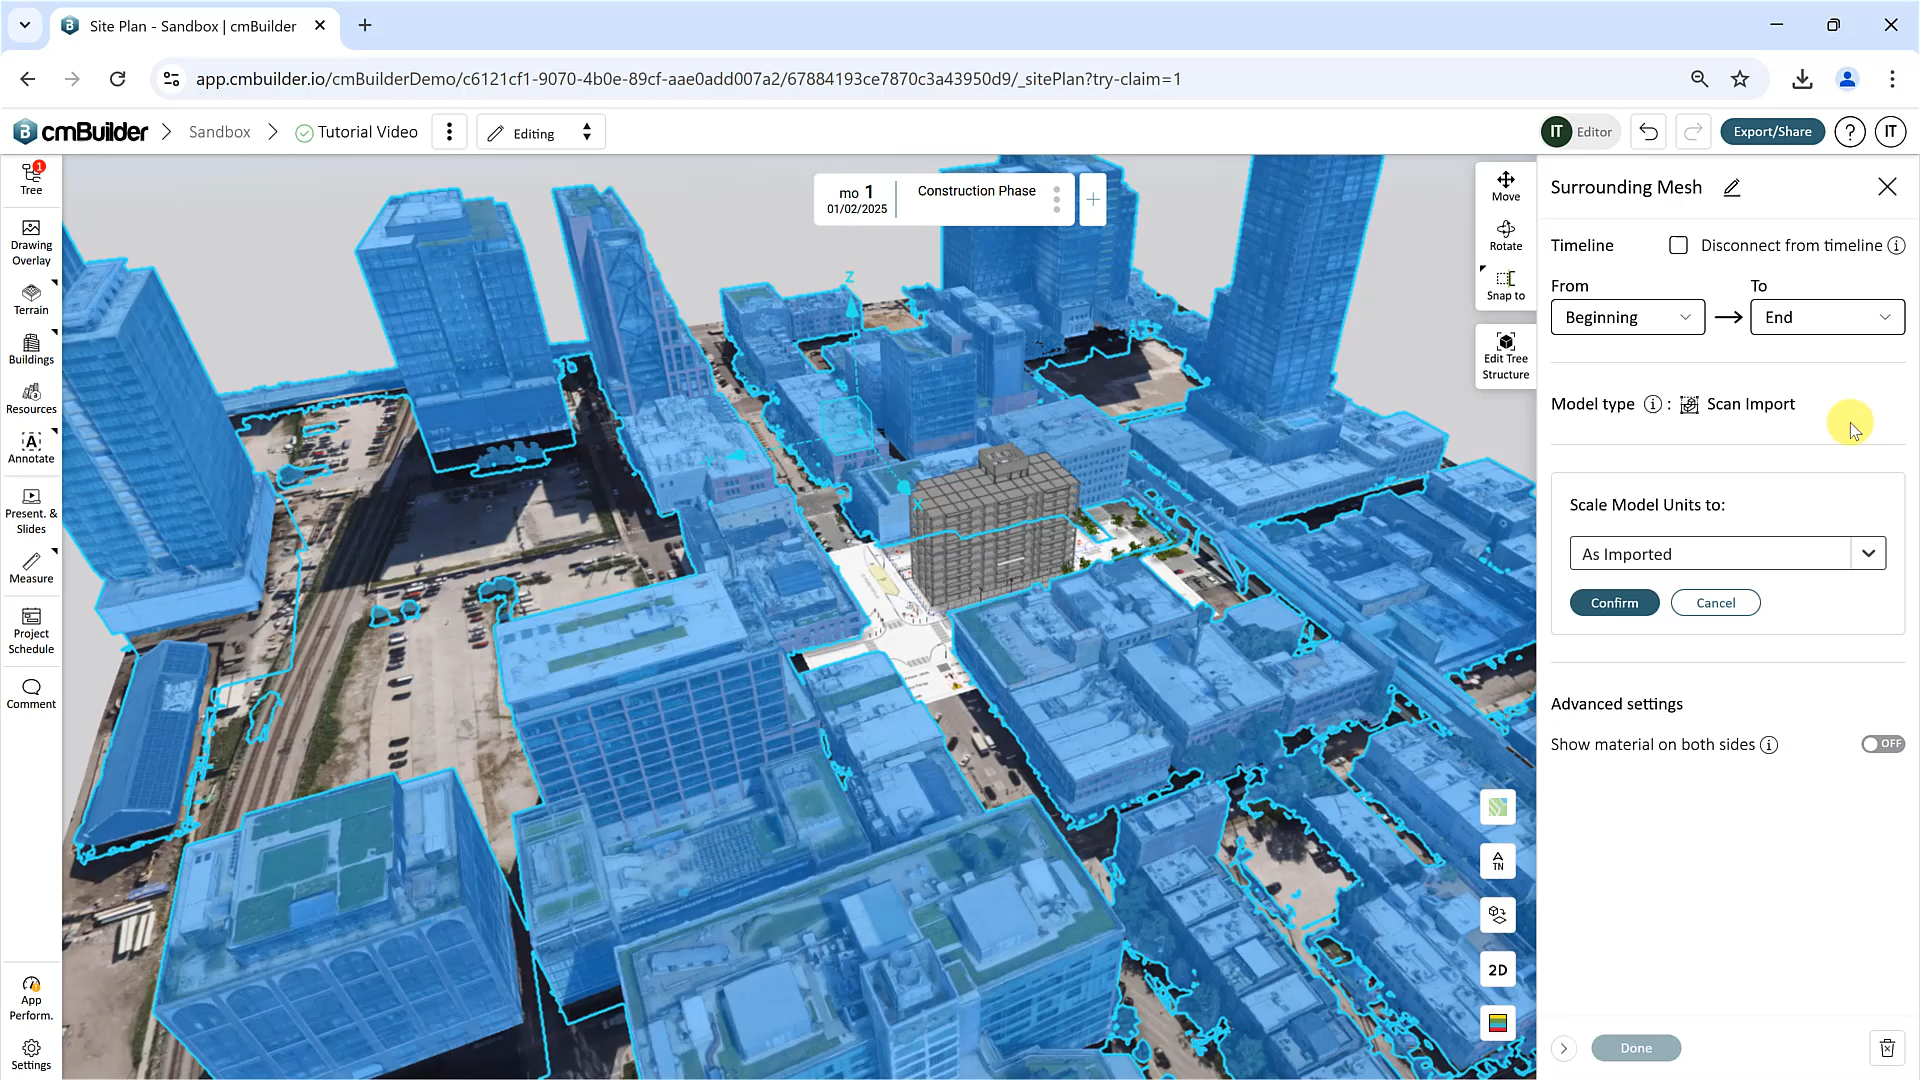 Site Plan - Sandbox | cmBuilder
app.cmbuilder.io/cmBuilderDemo/c6121cf1-9070-4b0e-89cf-aae0add007a2/67884193ce7870c3a43950d9/_sitePlan?try-claim=1
cmBuilder
Sandbox
Tutorial Video
Editing
IT
Editor
Export/Share
?
IT
1
Tree
Drawing
Overlay
Terrain
Buildings
Resources
A
Annotate
Present. &
Slides
Measure
Project
Schedule
Comment
App
Perform.
Settings
mo 1
01/02/2025
Construction Phase
Z
Y
X
Move
Rotate
Snap to
Edit Tree
Structure
TN
2D
Surrounding Mesh
Timeline
Disconnect from timeline
From
To
Beginning
End
Model type :
Scan Import
Scale Model Units to:
As Imported
Confirm
Cancel
Advanced settings
Show material on both sides
OFF
Done